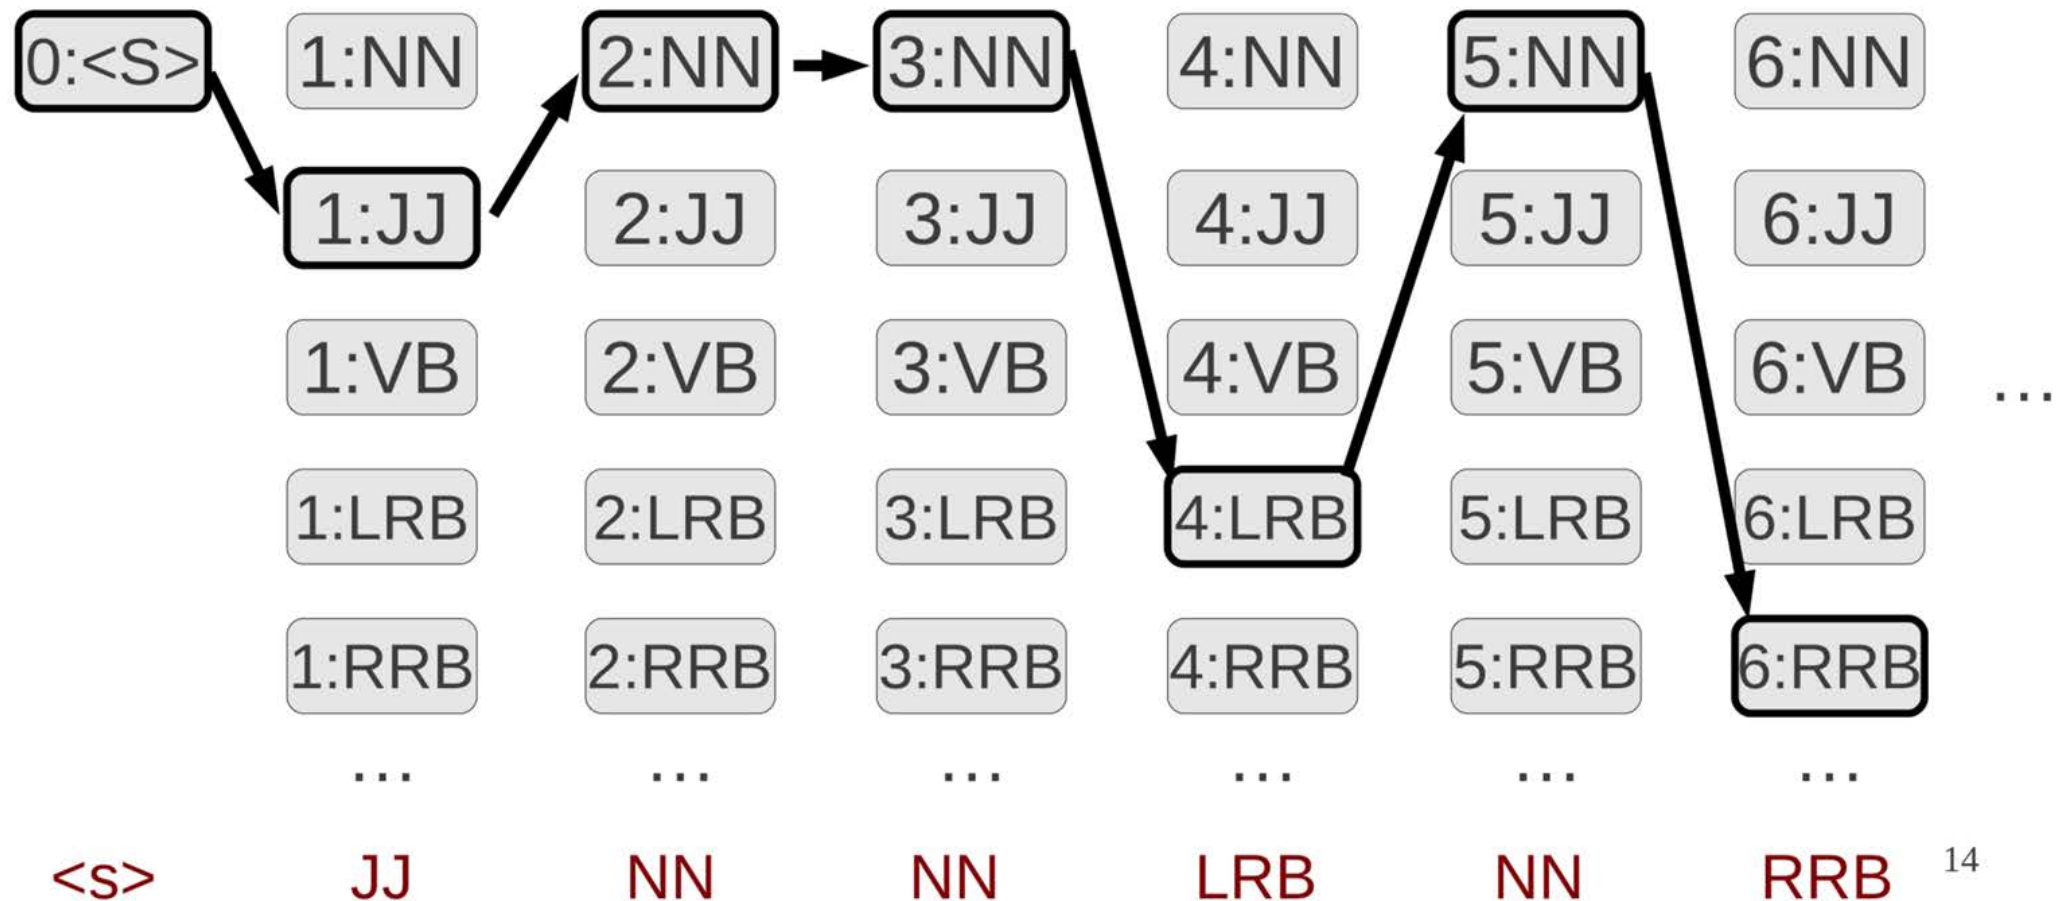 0:<S> 1:NN 2:NN 3:NN 4:NN 5:NN 6:NN
1:JJ 2:JJ 3:JJ 4:JJ 5:JJ 6:JJ
1:VB 2:VB 3:VB 4:VB 5:VB 6:VB
...
1:LRB 2:LRB 3:LRB 4:LRB 5:LRB 6:LRB
1:RRB 2:RRB 3:RRB 4:RRB 5:RRB 6:RRB
... ... ... ... ... ...
<s> JJ NN NN LRB NN RRB 14